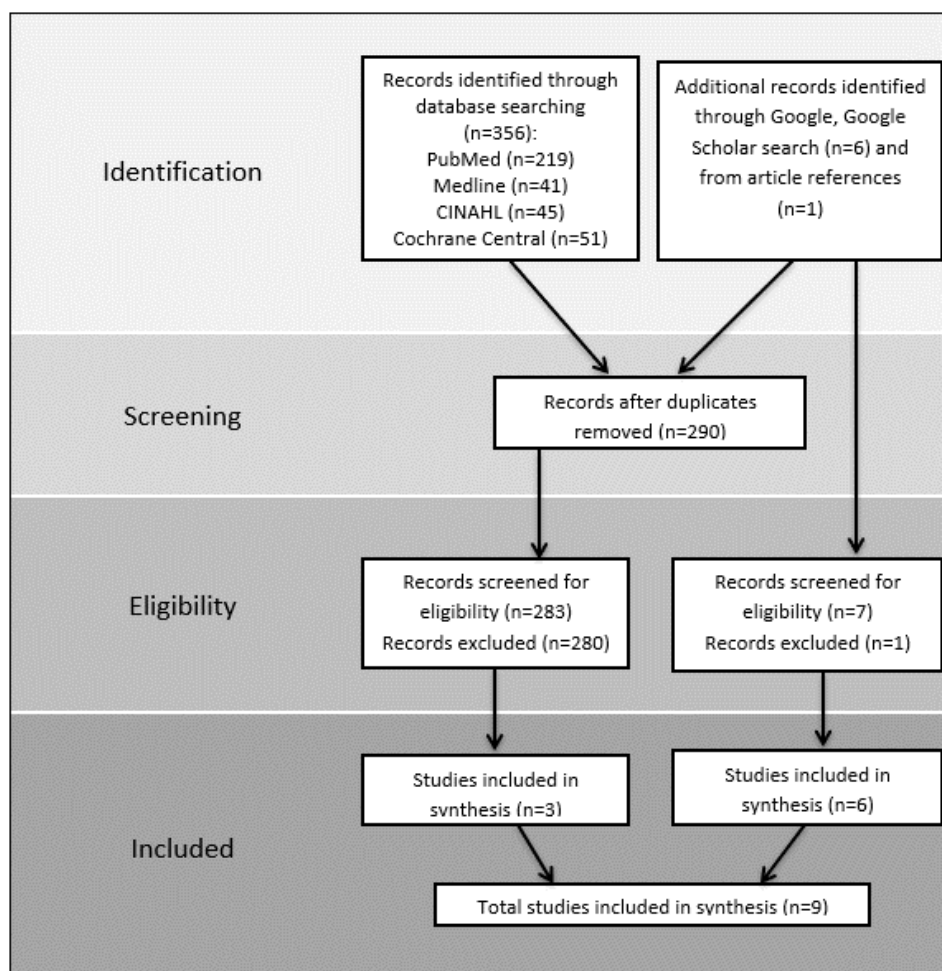 Identification
Records identified through
database searching
(n=356):
PubMed (n=219)
Medline (n=41)
CINAHL (n=45)
Cochrane Central (n=51)
Additional records identified
through Google, Google
Scholar search (n=6) and
from article references
(n=1)
Screening
Records after duplicates
removed (n=290)
Eligibility
Records screened for
eligibility (n=283)
Records excluded (n=280)
Records screened for
eligibility (n=7)
Records excluded (n=1)
Included
Studies included in
synthesis (n=3)
Studies included in
synthesis (n=6)
Total studies included in synthesis (n=9)